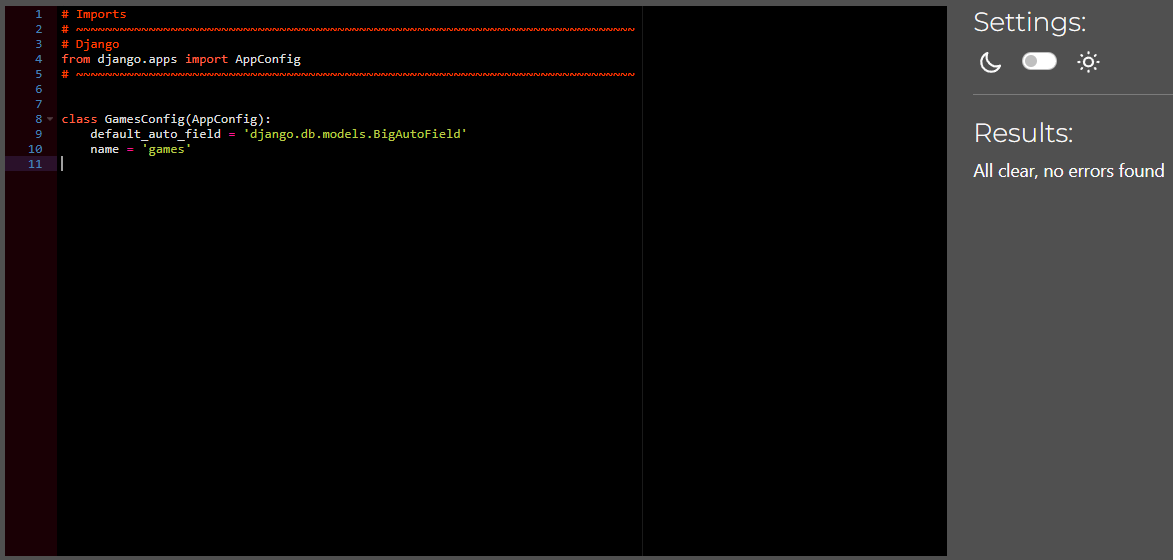 1 # Imports
2 # ~~~~~~~~~~~~~~~~~~~~~~~~~~~~~~~~~~~~~~~~~~~~~~~~~~~~~~~~~~~~~~~~~~~~~~~~~~~~~
3 # Django
4 from django.apps import AppConfig
5 # ~~~~~~~~~~~~~~~~~~~~~~~~~~~~~~~~~~~~~~~~~~~~~~~~~~~~~~~~~~~~~~~~~~~~~~~~~~~~~
6
7
8 class GamesConfig(AppConfig):
9     default_auto_field = 'django.db.models.BigAutoField'
10     name = 'games'
11
Settings:
Results:
All clear, no errors found